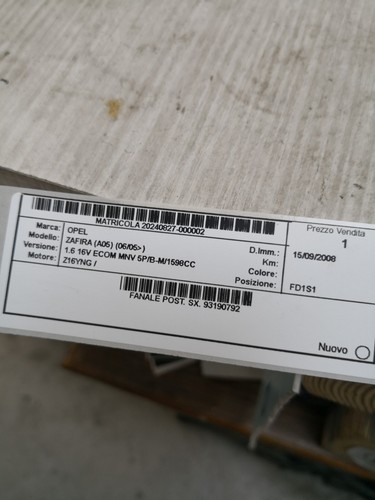 MATRICOLA 20240827-000002
Marca: OPEL
Modello: ZAFIRA (A05) (06/05>)
Versione: 1.6 16V ECOM MNV 5P/B-M/1598CC
Motore: Z16YNG /
D.Imm.: 15/09/2008
Km:
Colore:
Posizione: FD1S1
Prezzo Vendita
1
FANALE POST. SX. 93190792
Nuovo